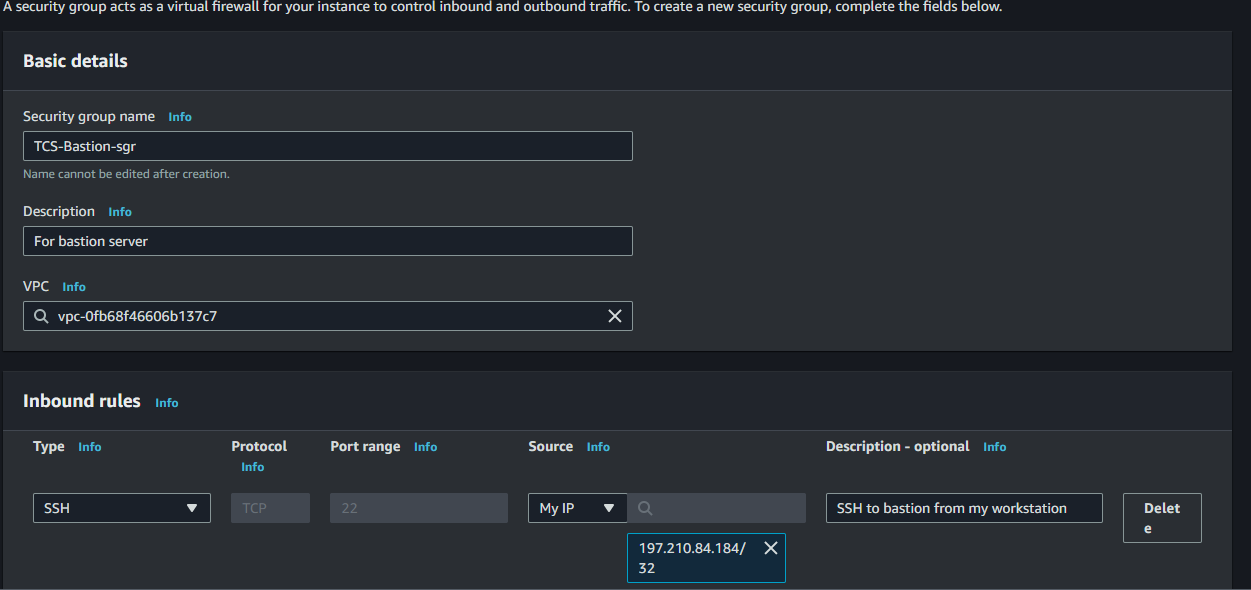 A security group acts as a virtual firewall for your instance to control inbound and outbound traffic. To create a new security group, complete the fields below.
Basic details
Security group name Info
TCS-Bastion-sgr
Name cannot be edited after creation.
Description Info
For bastion server
VPC Info
vpc-0fb68f46606b137c7
Inbound rules Info
Type Info Protocol Info Port range Info Source Info Description - optional Info
SSH TCP 22 My IP SSH to bastion from my workstation Delet
e
197.210.84.184/
32